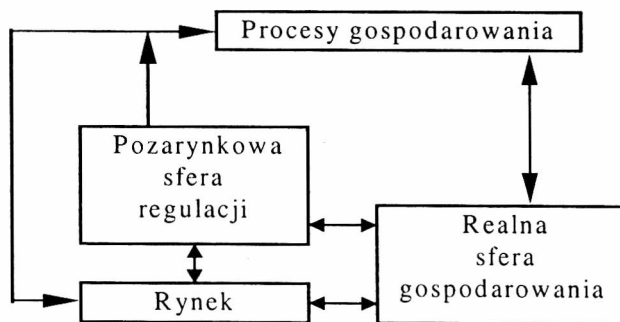 Procesy gospodarowania
Pozarynkowa
sfera
regulacji
Realna
sfera
gospodarowania
Rynek